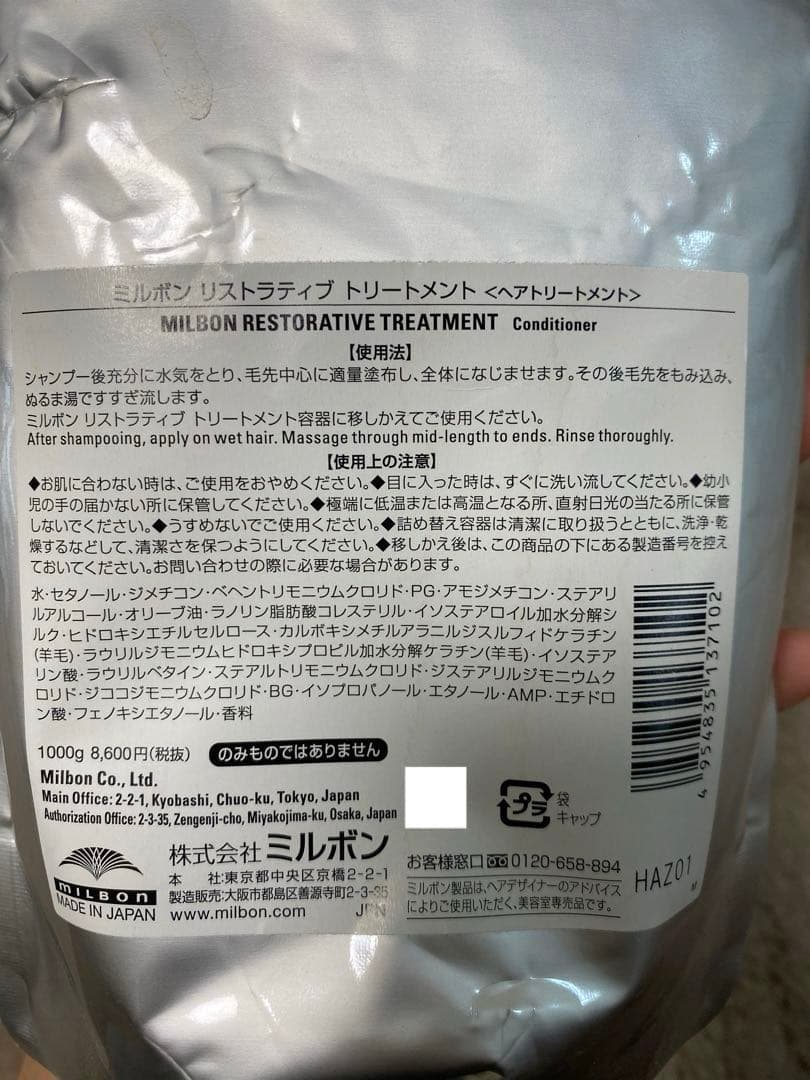 ミルボン リストラティブ トリートメント <ヘアトリートメント>
MILBON RESTORATIVE TREATMENT Conditioner
【使用法】
シャンプー後充分に水気をとり、毛先中心に適量塗布し、全体になじませます。その後毛先をもみ込み、
ぬるま湯ですすぎ流します。
ミルボン リストラティブ トリートメント容器に移しかえてご使用ください。
After shampooing, apply on wet hair. Massage through mid-length to ends. Rinse thoroughly.
【使用上の注意】
◆お肌に合わない時は、ご使用をおやめください。◆目に入った時は、すぐに洗い流してください。◆幼小
児の手の届かない所に保管してください。◆極端に低温または高温となる所、直射日光の当たる所に保管
しないでください。◆うすめないでご使用ください。◆詰め替え容器は清潔に取り扱うとともに、洗浄・乾
燥するなどして、清潔さを保つようにしてください。◆移しかえ後は、この商品の下にある製造番号を控え
ておいてください。お問い合わせの際に必要な場合があります。
水・セタノール・ジメチコン・ベヘントリモニウムクロリド・PG・アモジメチコン・ステアリ
ルアルコール・オリーブ油・ラノリン脂肪酸コレステリル・イソステアロイル加水分解シ
ルク・ヒドロキシエチルセルロース・カルボキシメチルアラニルジスルフィドケラチン
(羊毛)・ラウリルジモニウムヒドロキシプロピル加水分解ケラチン(羊毛)・イソステア
リン酸・ラウリルベタイン・ステアルトリモニウムクロリド・ジステアリルジモニウムク
ロリド・ジココジモニウムクロリド・BG・イソプロパノール・エタノール・AMP・エチドロ
ン酸・フェノキシエタノール・香料
4954835137102
1000g 8,600円(税抜) のみものではありません
Milbon Co., Ltd.
Main Office: 2-2-1, Kyobashi, Chuo-ku, Tokyo, Japan
Authorization Office: 2-3-35, Zengenji-cho, Miyakojima-ku, Osaka, Japan
プラ
袋
キャップ
MILBON
MADE IN JAPAN
株式会社ミルボン
本 社:東京都中央区京橋2-2-1
製造販売:大阪市都島区善源寺町2-3-35
www.milbon.com JPN
お客様窓口 0120-658-894
ミルボン製品は、ヘアデザイナーのアドバイス
によりご使用いただく、美容室専売品です。
HAZ01
M